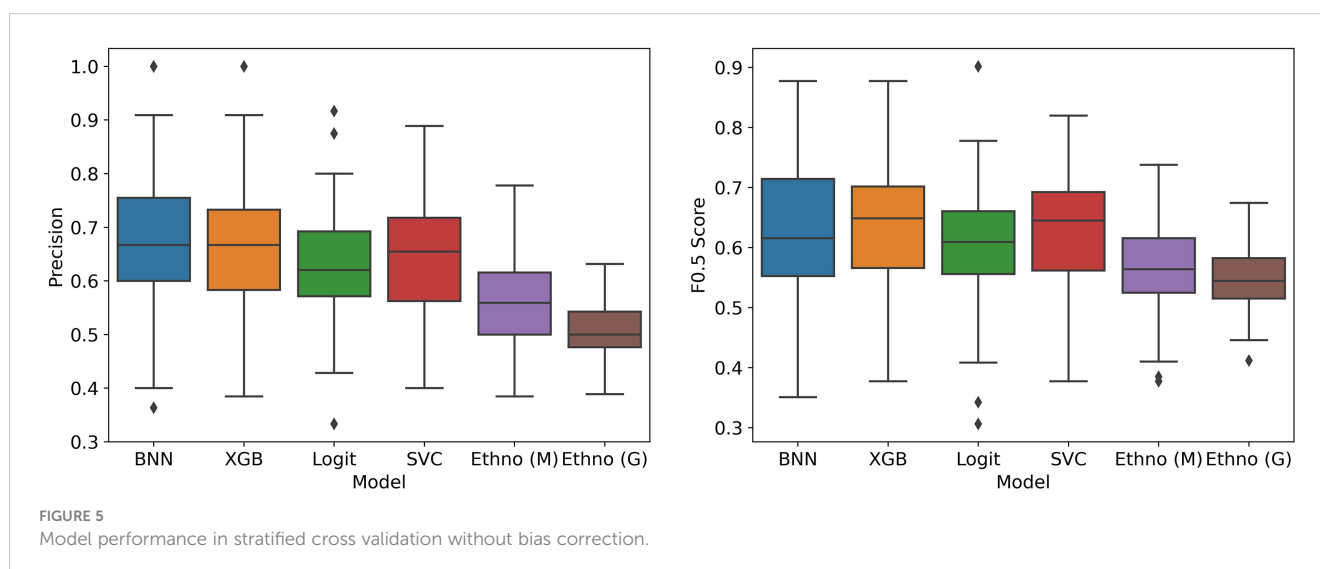 1.0
0.9
0.8
0.7
0.6
0.5
0.4
0.3
Precision
BNN XGB Logit SVC Ethno (M) Ethno (G)
Model
0.9
0.8
0.7
0.6
0.5
0.4
0.3
F0.5 Score
BNN XGB Logit SVC Ethno (M) Ethno (G)
Model
FIGURE 5
Model performance in stratified cross validation without bias correction.